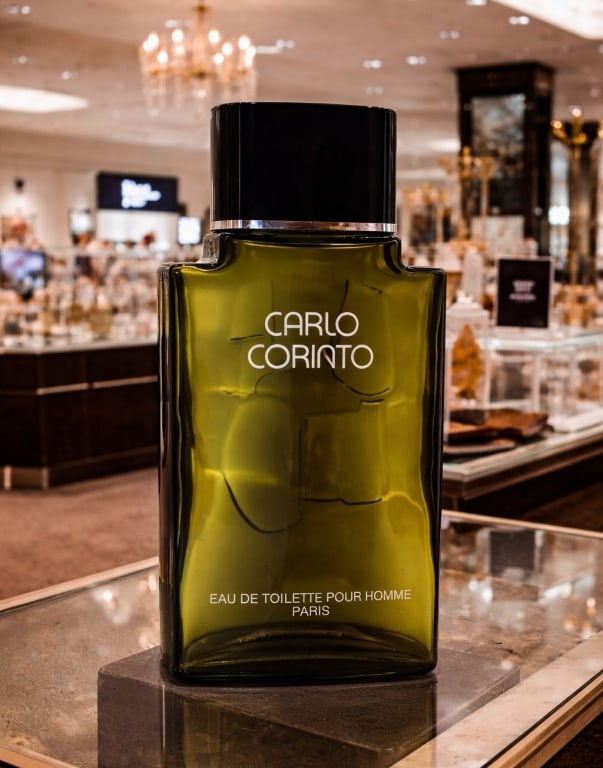 CARLO
CORINTO
EAU DE TOILETTE POUR HOMME
PARIS